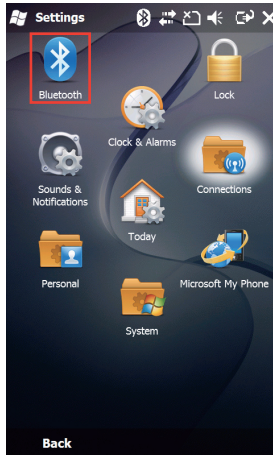 Settings
Bluetooth
Lock
Clock & Alarms
Sounds &
Notifications
Connections
Today
Personal
Microsoft My Phone
System
Back